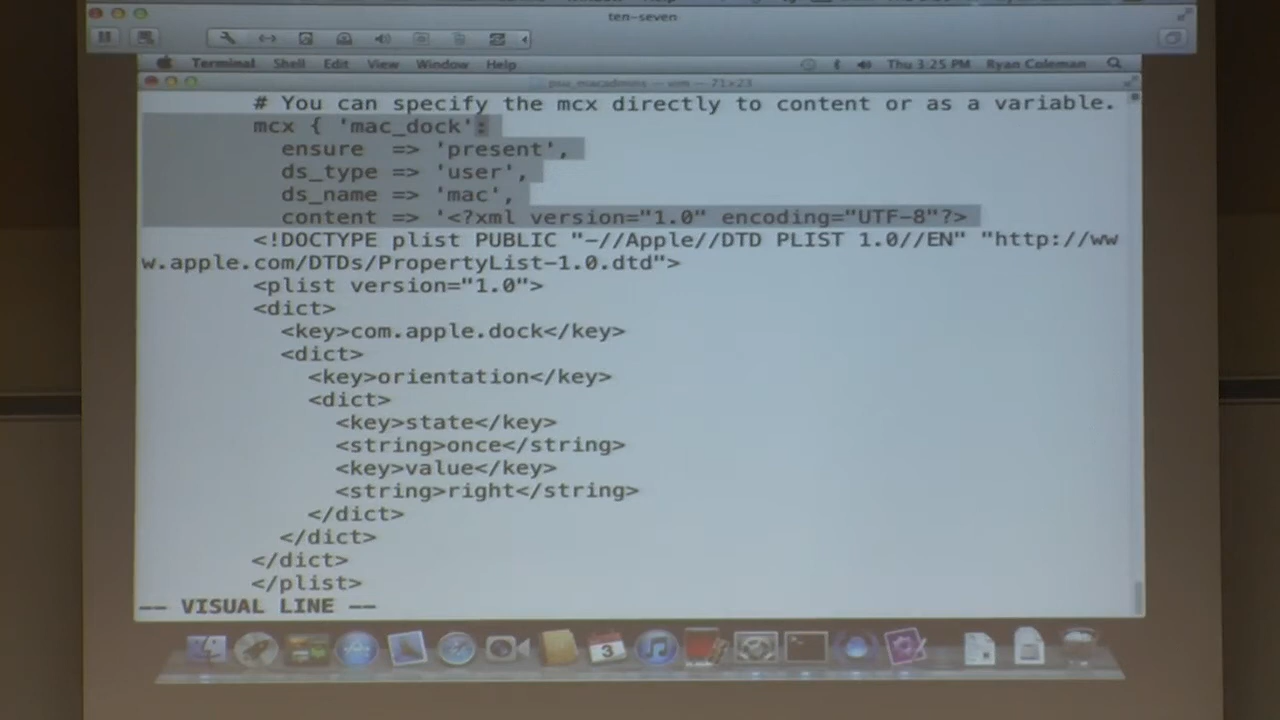 ten-seven
Terminal Shell Edit View Window Help Thu 3:25 PM Ryan Coleman
psu_macadmins — vim — 71×23
# You can specify the mcx directly to content or as a variable.
mcx { 'mac_dock':
ensure => 'present',
ds_type => 'user',
ds_name => 'mac',
content => '<?xml version="1.0" encoding="UTF-8"?>
<!DOCTYPE plist PUBLIC "-//Apple//DTD PLIST 1.0//EN" "http://ww
w.apple.com/DTDs/PropertyList-1.0.dtd">
<plist version="1.0">
<dict>
<key>com.apple.dock</key>
<dict>
<key>orientation</key>
<dict>
<key>state</key>
<string>once</string>
<key>value</key>
<string>right</string>
</dict>
</dict>
</dict>
</plist>
-- VISUAL LINE --
3